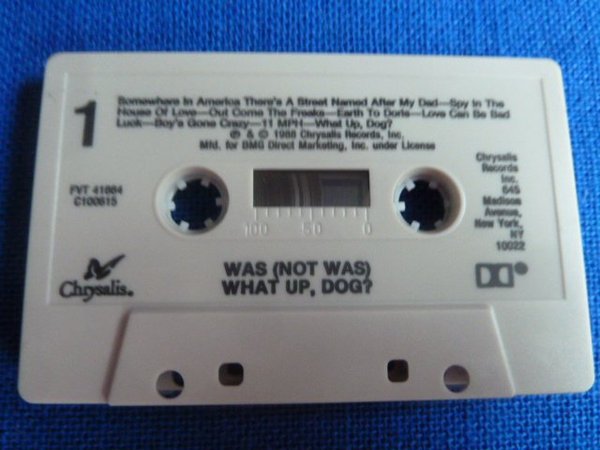 1
Somewhere In America There's A Street Named After My Dad—Spy In The
House Of Love—Out Come The Freaks—Earth To Doris—Love Can Be Bad
Luck—Boy's Gone Crazy—11 MPH—What Up, Dog?
℗ & © 1988 Chrysalis Records, Inc.
Mfd. for BMG Direct Marketing, Inc. under License
FVT 41664
C100615
Chrysalis
Records
Inc.
645
Madison
Avenue,
New York,
NY
10022
100 50 0
Chrysalis®
WAS (NOT WAS)
WHAT UP, DOG?